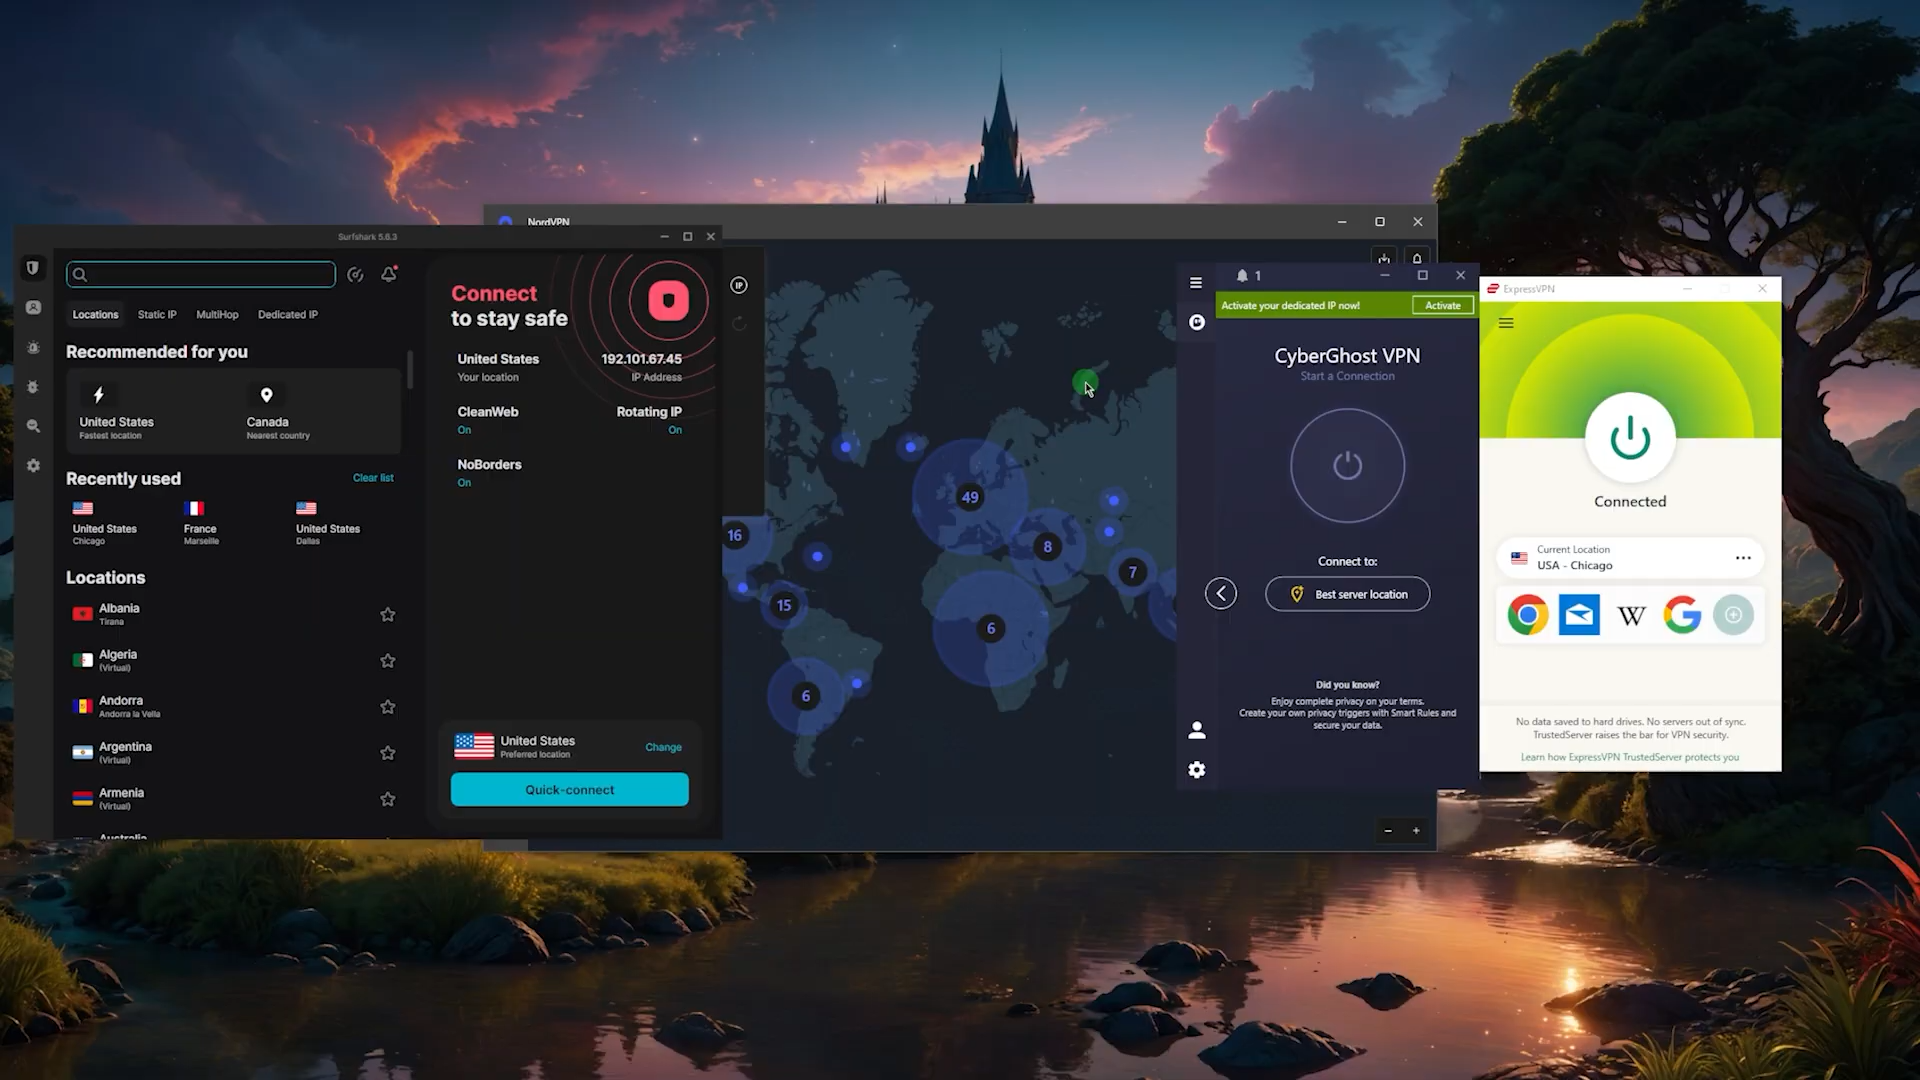 NordVPN
Surfshark 5.6.3
Locations
Static IP
MultiHop
Dedicated IP
Recommended for you
United States
Fastest location
Canada
Nearest country
Recently used
Clear list
United States
Chicago
France
Marseille
United States
Dallas
Locations
Albania
Tirana
Algeria
(Virtual)
Andorra
Andorra la Vella
Argentina
(Virtual)
Armenia
(Virtual)
Australia
Connect
to stay safe
United States
Your location
192.101.67.45
IP Address
CleanWeb
On
Rotating IP
On
NoBorders
On
United States
Preferred location
Change
Quick-connect
IP
16
15
6
49
8
7
6
1
Activate your dedicated IP now!
Activate
CyberGhost VPN
Start a Connection
Connect to:
Best server location
Did you know?
Enjoy complete privacy on your terms.
Create your own privacy triggers with Smart Rules and
secure your data.
ExpressVPN
Connected
Current Location
USA - Chicago
W
No data saved to hard drives. No servers out of sync.
TrustedServer raises the bar for VPN security.
Learn how ExpressVPN TrustedServer protects you